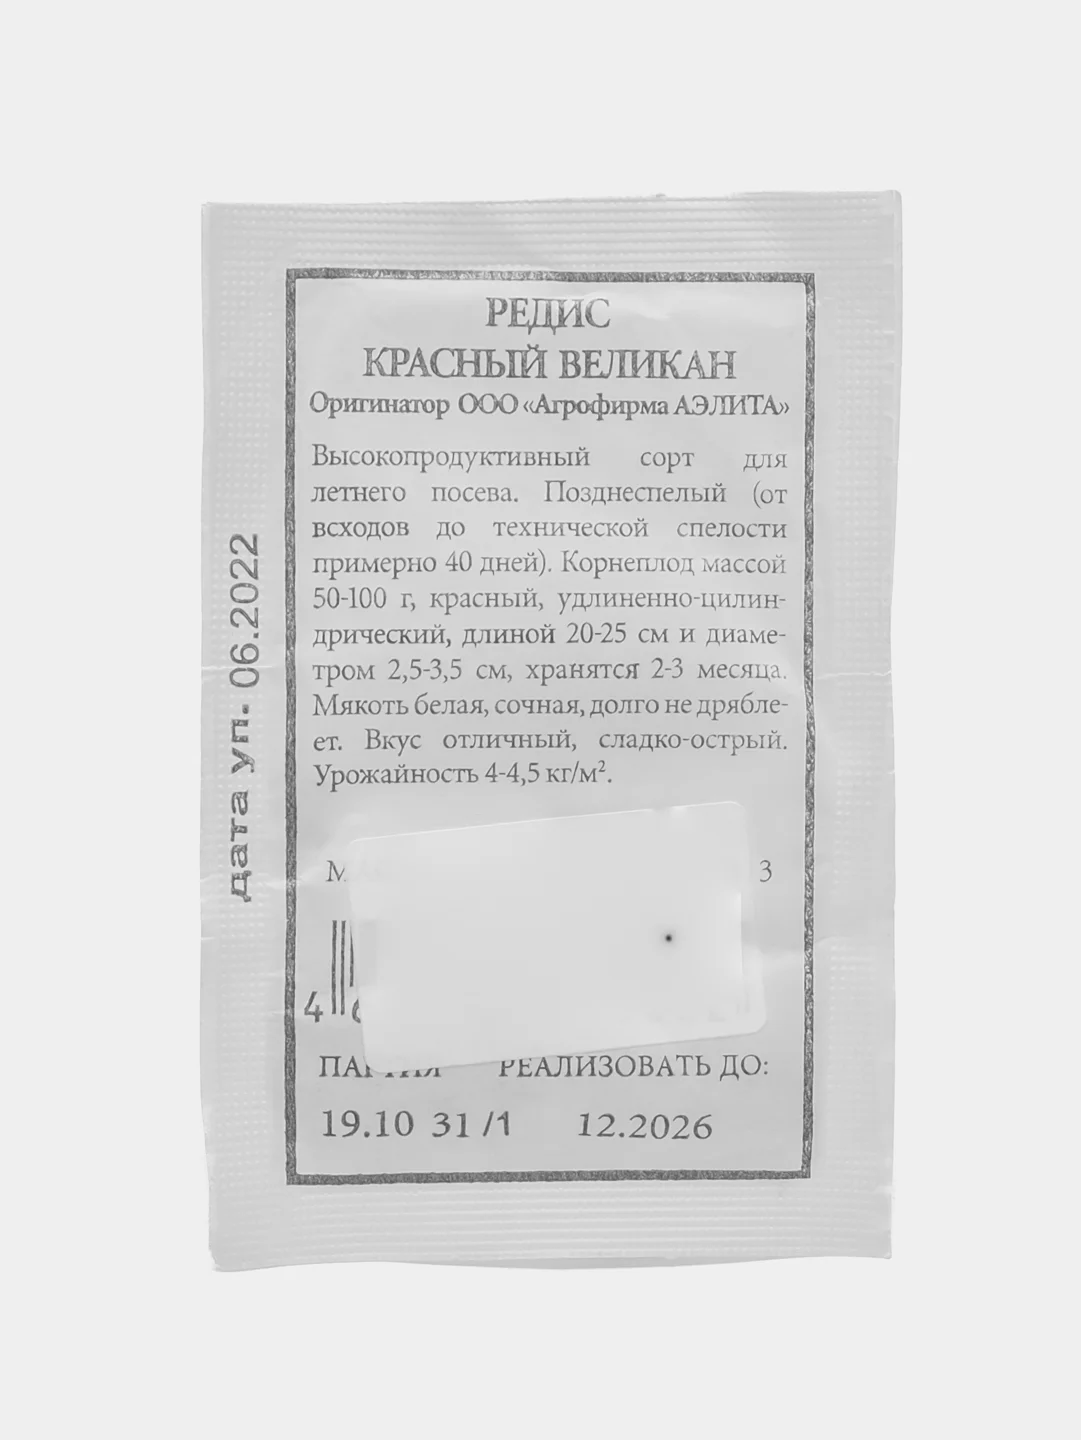 РЕДИС
КРАСНЫЙ ВЕЛИКАН
Оригинатор ООО «Агрофирма АЭЛИТА»
Высокопродуктивный сорт для
летнего посева. Позднеспелый (от
всходов до технической спелости
примерно 40 дней). Корнеплод массой
50-100 г, красный, удлиненно-цилин-
дрический, длиной 20-25 см и диаме-
тром 2,5-3,5 см, хранятся 2-3 месяца.
Мякоть белая, сочная, долго не дрябле-
ет. Вкус отличный, сладко-острый.
Урожайность 4-4,5 кг/м².
3
4
РЕАЛИЗОВАТЬ ДО:
19.10 31 /1 12.2026
дата уп. 06.2022